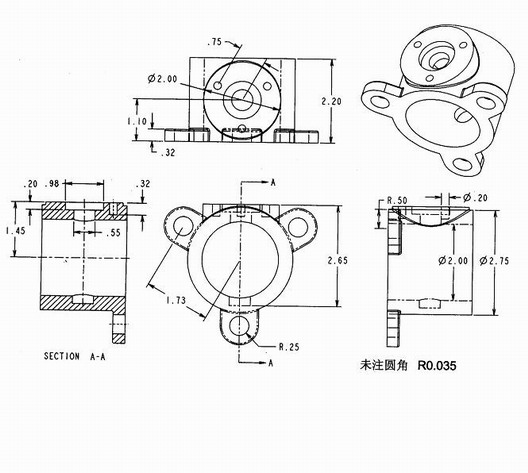 .75
Ø2.00
1.10
.32
2.20
.20 .98 .32
1.45
.55
SECTION A-A
A
1.73
2.65
R.25
A
R.50
Ø.20
Ø2.00
Ø2.75
未注圆角 R0.035